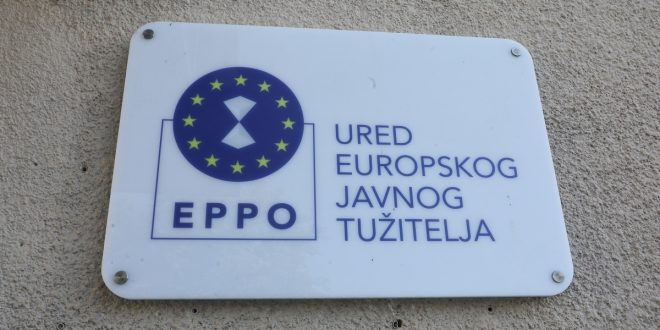 EPPO
URED
EUROPSKOG
JAVNOG
TUŽITELJA